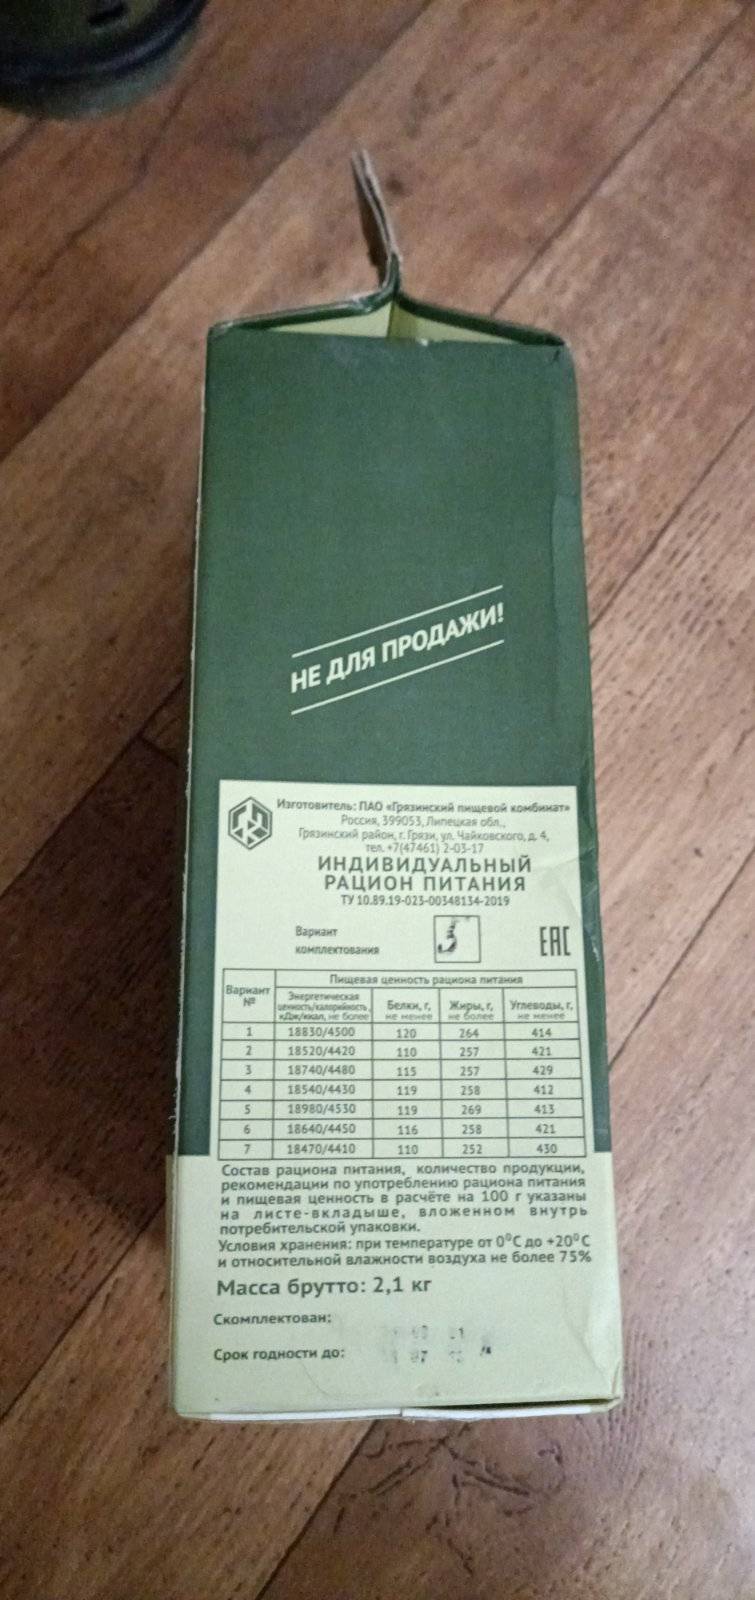 НЕ ДЛЯ ПРОДАЖИ!
Изготовитель: ПАО «Грязинский пищевой комбинат»
Россия, 399053, Липецкая обл.,
Грязинский район, г. Грязи, ул. Чайковского, д. 4,
тел. +7(47461) 2-03-17
ИНДИВИДУАЛЬНЫЙ
РАЦИОН ПИТАНИЯ
ТУ 10.89.19-023-00348134-2019
Вариант
комплектования
5
ЕАС
Вариант
№
Пищевая ценность рациона питания
Энергетическая
ценность/калорийность,
кДж/ккал, не более
Белки, г,
не менее
Жиры, г,
не более
Углеводы, г,
не менее
1 18830/4500 120 264 414
2 18520/4420 110 257 421
3 18740/4480 115 257 429
4 18540/4430 119 258 412
5 18980/4530 119 269 413
6 18640/4450 116 258 421
7 18470/4410 110 252 430
Состав рациона питания, количество продукции,
рекомендации по употреблению рациона питания
и пищевая ценность в расчёте на 100 г указаны
на листе-вкладыше, вложенном внутрь
потребительской упаковки.
Условия хранения: при температуре от 0⁰С до +20⁰С
и относительной влажности воздуха не более 75%
Масса брутто: 2,1 кг
Скомплектован:
Срок годности до: 07